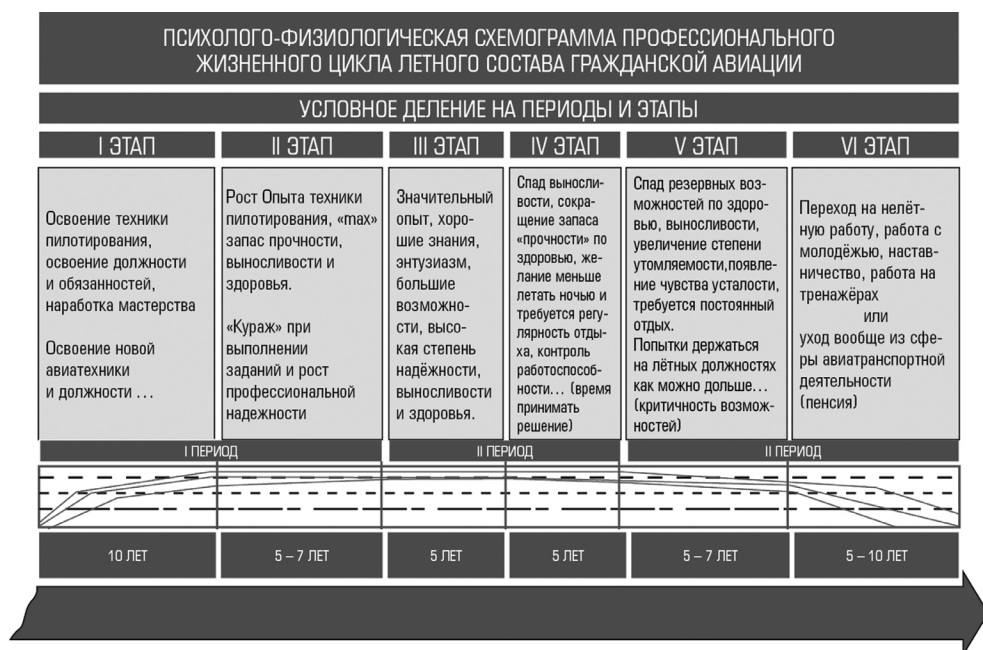 ПСИХОЛОГО-ФИЗИОЛОГИЧЕСКАЯ СХЕМОГРАММА ПРОФЕССИОНАЛЬНОГО
ЖИЗНЕННОГО ЦИКЛА ЛЕТНОГО СОСТАВА ГРАЖДАНСКОЙ АВИАЦИИ
УСЛОВНОЕ ДЕЛЕНИЕ НА ПЕРИОДЫ И ЭТАПЫ
I ЭТАП
II ЭТАП
III ЭТАП
IV ЭТАП
V ЭТАП
VI ЭТАП
Освоение техники
пилотирования,
освоение должности
и обязанностей,
наработка мастерства
Освоение новой
авиатехники
и должности ...
Рост Опыта техники
пилотирования, «max»
запас прочности,
выносливости и
здоровья.
«Кураж» при
выполнении
заданий и рост
профессиональной
надежности
Значительный
опыт, хоро-
шие знания,
энтузиазм,
большие
возможно-
сти, высо-
кая степень
надёжности,
выносливости
и здоровья.
Спад выносли-
вости, сокра-
щение запаса
«прочности» по
здоровью, же-
лание меньше
летать ночью и
требуется регу-
лярность отды-
ха, контроль
работоспособ-
ности... (время
принимать
решение)
Спад резервных воз-
можностей по здоро-
вью, выносливости,
увеличение степени
утомляемости,появле-
ние чувства усталости,
требуется постоянный
отдых.
Попытки держаться
на лётных должностях
как можно дольше...
(критичность возмож-
ностей)
Переход на нелёт-
ную работу, работа с
молодёжью, настав-
ничество, работа на
тренажёрах
или
уход вообще из сфе-
ры авиатранспортной
деятельности
(пенсия)
I ПЕРИОД
II ПЕРИОД
II ПЕРИОД
10 ЛЕТ
5 – 7 ЛЕТ
5 ЛЕТ
5 ЛЕТ
5 – 7 ЛЕТ
5 – 10 ЛЕТ